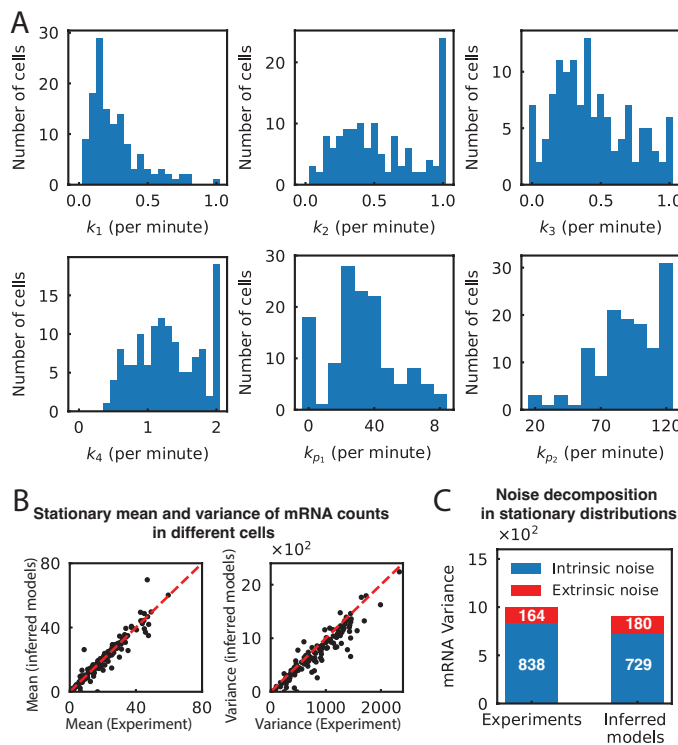 A
Number of cells
30
20
10
0
0.0 0.5 1.0
k1 (per minute)
Number of cells
20
10
0
0.0 0.5 1.0
k2 (per minute)
Number of cells
10
5
0
0.0 0.5 1.0
k3 (per minute)
Number of cells
15
10
5
0
0 1 2
k4 (per minute)
Number of cells
30
20
10
0
0 40 8
kp1 (per minute)
Number of cells
30
20
10
0
20 70 120
kp2 (per minute)
B
Stationary mean and variance of mRNA counts
in different cells
Mean (inferred models)
80
40
0
0 40 80
Mean (Experiment)
×10²
Variance (inferred models)
20
10
0
0 1000 2000
Variance (Experiment)
C
Noise decomposition
in stationary distributions
×10²
mRNA Variance
15
10
5
0
Intrinsic noise
Extrinsic noise
164
838
180
729
Experiments
Inferred
models